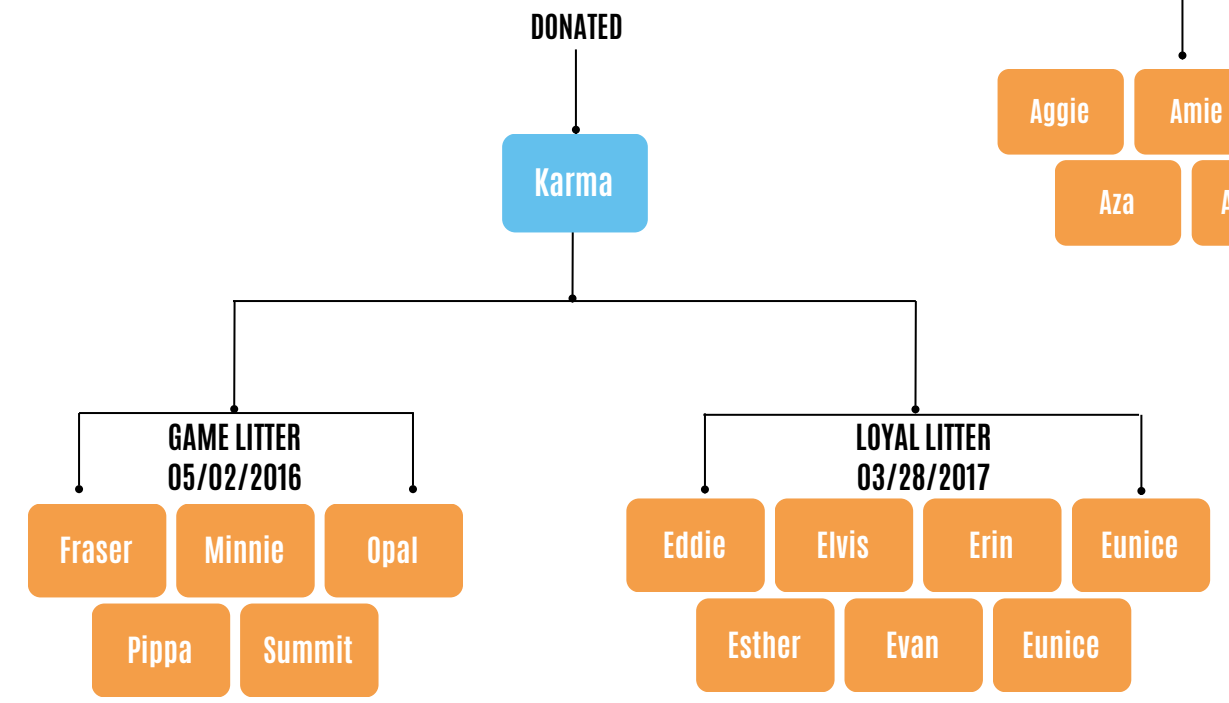 DONATED
Karma
Aggie
Amie
Aza
GAME LITTER
05/02/2016
Fraser
Minnie
Opal
Pippa
Summit
LOYAL LITTER
03/28/2017
Eddie
Elvis
Erin
Eunice
Esther
Evan
Eunice